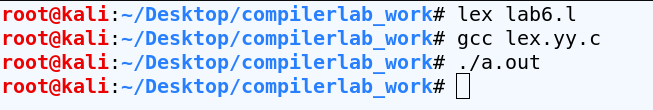 root@kali:~/Desktop/compilerlab_work# lex lab6.l
root@kali:~/Desktop/compilerlab_work# gcc lex.yy.c
root@kali:~/Desktop/compilerlab_work# ./a.out
root@kali:~/Desktop/compilerlab_work#